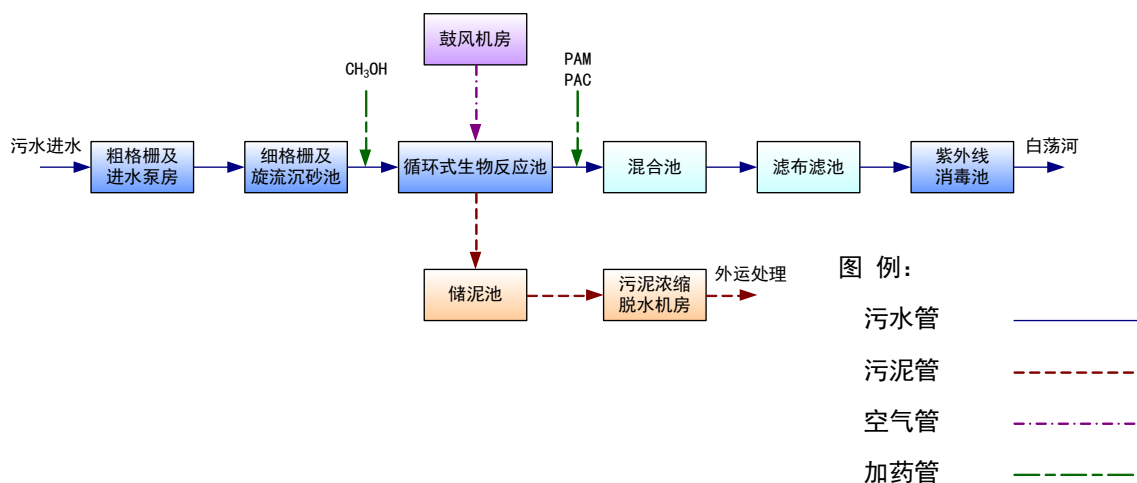 鼓风机房
CH₃OH
PAM
PAC
污水进水
粗格栅及
进水泵房
细格栅及
旋流沉砂池
循环式生物反应池
混合池
滤布滤池
紫外线
消毒池
白荡河
储泥池
污泥浓缩
脱水机房
外运处理
图 例：
污水管
污泥管
空气管
加药管